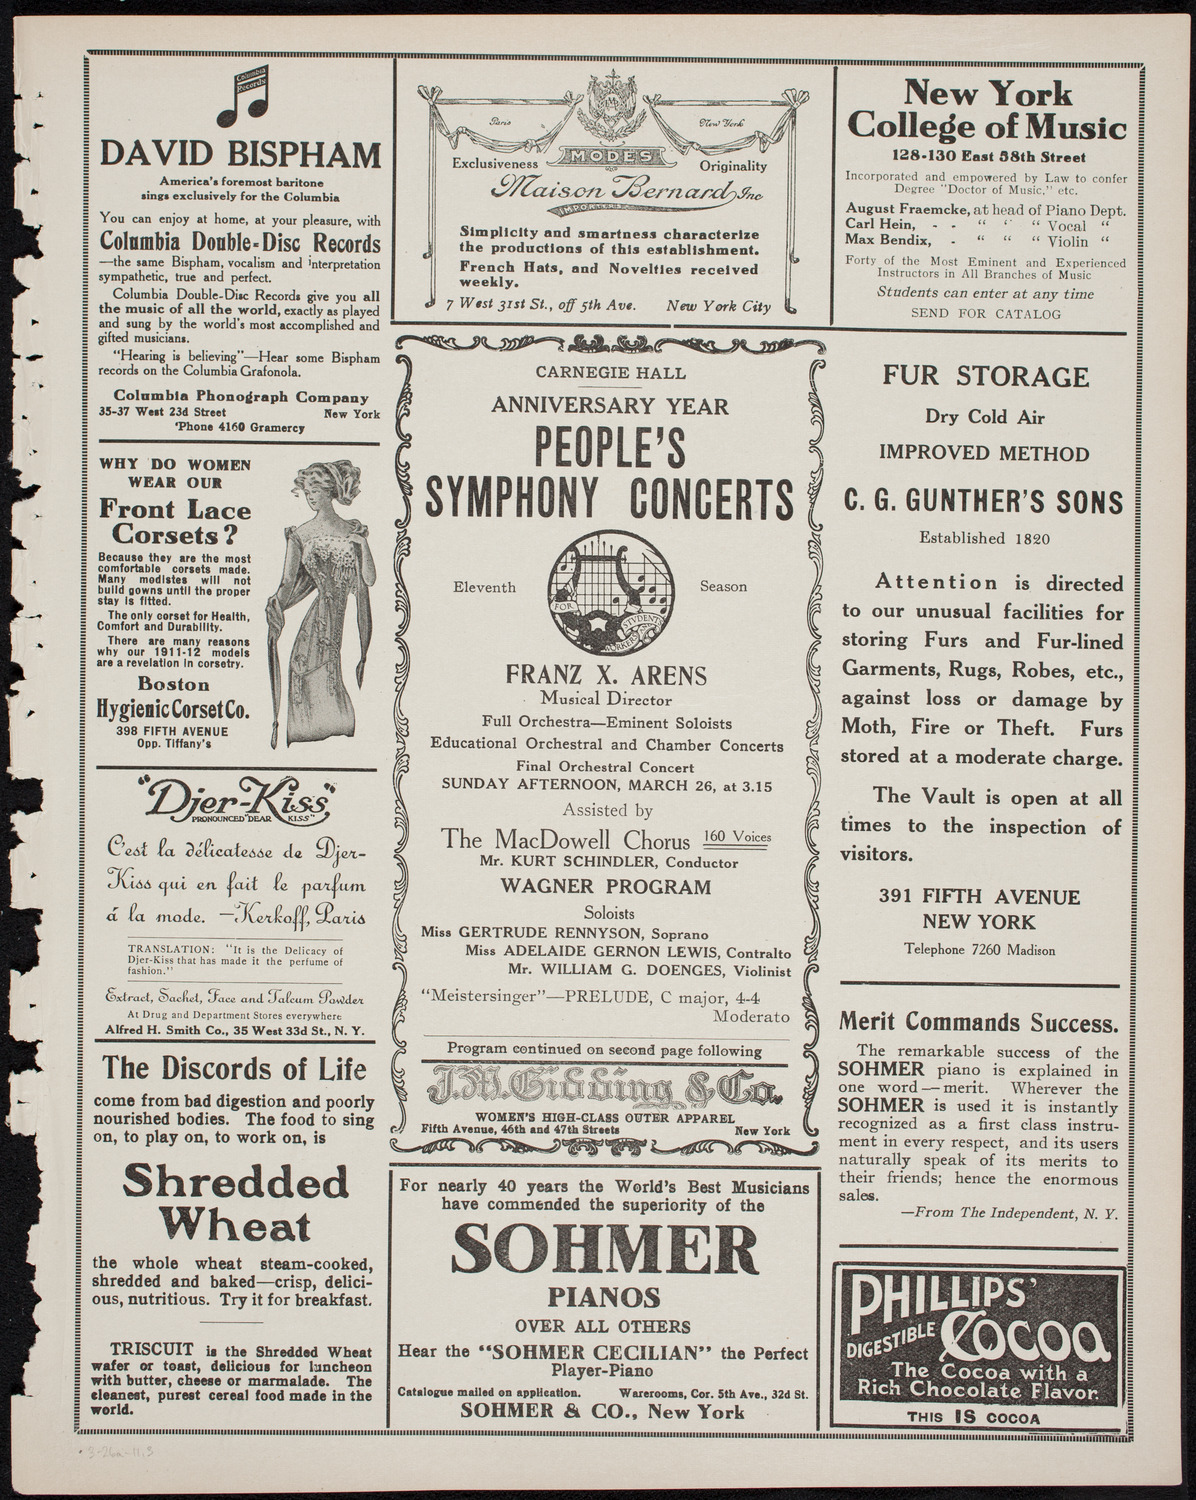 Columbia
Records
DAVID BISPHAM
America's foremost baritone
sings exclusively for the Columbia
You can enjoy at home, at your pleasure, with
Columbia Double-Disc Records
—the same Bispham, vocalism and interpretation
sympathetic, true and perfect.
Columbia Double-Disc Records give you all
the music of all the world, exactly as played
and sung by the world's most accomplished and
gifted musicians.
"Hearing is believing"—Hear some Bispham
records on the Columbia Grafonola.
Columbia Phonograph Company
35-37 West 23d Street New York
'Phone 4160 Gramercy
WHY DO WOMEN
WEAR OUR
Front Lace
Corsets?
Because they are the most
comfortable corsets made.
Many modistes will not
build gowns until the proper
stay is fitted.
The only corset for Health,
Comfort and Durability.
There are many reasons
why our 1911-12 models
are a revelation in corsetry.
Boston
Hygienic Corset Co.
398 FIFTH AVENUE
Opp. Tiffany's
"Djer-Kiss"
PRONOUNCED "DEAR KISS"
C'est la délicatesse de Djer-
Kiss qui en fait le parfum
á la mode. —Kerkoff, Paris
TRANSLATION: "It is the Delicacy of
Djer-Kiss that has made it the perfume of
fashion."
Extract, Sachet, Face and Talcum Powder
At Drug and Department Stores everywhere
Alfred H. Smith Co., 35 West 33d St., N. Y.
The Discords of Life
come from bad digestion and poorly
nourished bodies. The food to sing
on, to play on, to work on, is
Shredded
Wheat
the whole wheat steam-cooked,
shredded and baked—crisp, delici-
ous, nutritious. Try it for breakfast.
TRISCUIT is the Shredded Wheat
wafer or toast, delicious for luncheon
with butter, cheese or marmalade. The
cleanest, purest cereal food made in the
world.
Paris New York
Exclusiveness MODES Originality
Maison Bernard Inc
IMPORTERS
Simplicity and smartness characterize
the productions of this establishment.
French Hats, and Novelties received
weekly.
7 West 31st St., off 5th Ave. New York City
CARNEGIE HALL
ANNIVERSARY YEAR
PEOPLE'S
SYMPHONY CONCERTS
Eleventh Season
FOR STUDENTS WORKERS
FRANZ X. ARENS
Musical Director
Full Orchestra—Eminent Soloists
Educational Orchestral and Chamber Concerts
Final Orchestral Concert
SUNDAY AFTERNOON, MARCH 26, at 3.15
Assisted by
The MacDowell Chorus 160 Voices
Mr. KURT SCHINDLER, Conductor
WAGNER PROGRAM
Soloists
Miss GERTRUDE RENNYSON, Soprano
Miss ADELAIDE GERNON LEWIS, Contralto
Mr. WILLIAM G. DOENGES, Violinist
"Meistersinger"—PRELUDE, C major, 4-4
Moderato
Program continued on second page following
J.M. Gidding & Co.
WOMEN'S HIGH-CLASS OUTER APPAREL
Fifth Avenue, 46th and 47th Streets New York
For nearly 40 years the World's Best Musicians
have commended the superiority of the
SOHMER
PIANOS
OVER ALL OTHERS
Hear the "SOHMER CECILIAN" the Perfect
Player-Piano
Catalogue mailed on application. Warerooms, Cor. 5th Ave., 32d St.
SOHMER & CO., New York
New York
College of Music
128-130 East 58th Street
Incorporated and empowered by Law to confer
Degree "Doctor of Music," etc.
August Fraemcke, at head of Piano Dept.
Carl Hein, - - " " " Vocal "
Max Bendix, - " " " Violin "
Forty of the Most Eminent and Experienced
Instructors in All Branches of Music
Students can enter at any time
SEND FOR CATALOG
FUR STORAGE
Dry Cold Air
IMPROVED METHOD
C. G. GUNTHER'S SONS
Established 1820
Attention is directed
to our unusual facilities for
storing Furs and Fur-lined
Garments, Rugs, Robes, etc.,
against loss or damage by
Moth, Fire or Theft. Furs
stored at a moderate charge.
The Vault is open at all
times to the inspection of
visitors.
391 FIFTH AVENUE
NEW YORK
Telephone 7260 Madison
Merit Commands Success.
The remarkable success of the
SOHMER piano is explained in
one word—merit. Wherever the
SOHMER is used it is instantly
recognized as a first class instru-
ment in every respect, and its users
naturally speak of its merits to
their friends; hence the enormous
sales.
—From The Independent, N. Y.
PHILLIPS'
DIGESTIBLE COCOA
The Cocoa with a
Rich Chocolate Flavor.
THIS IS COCOA